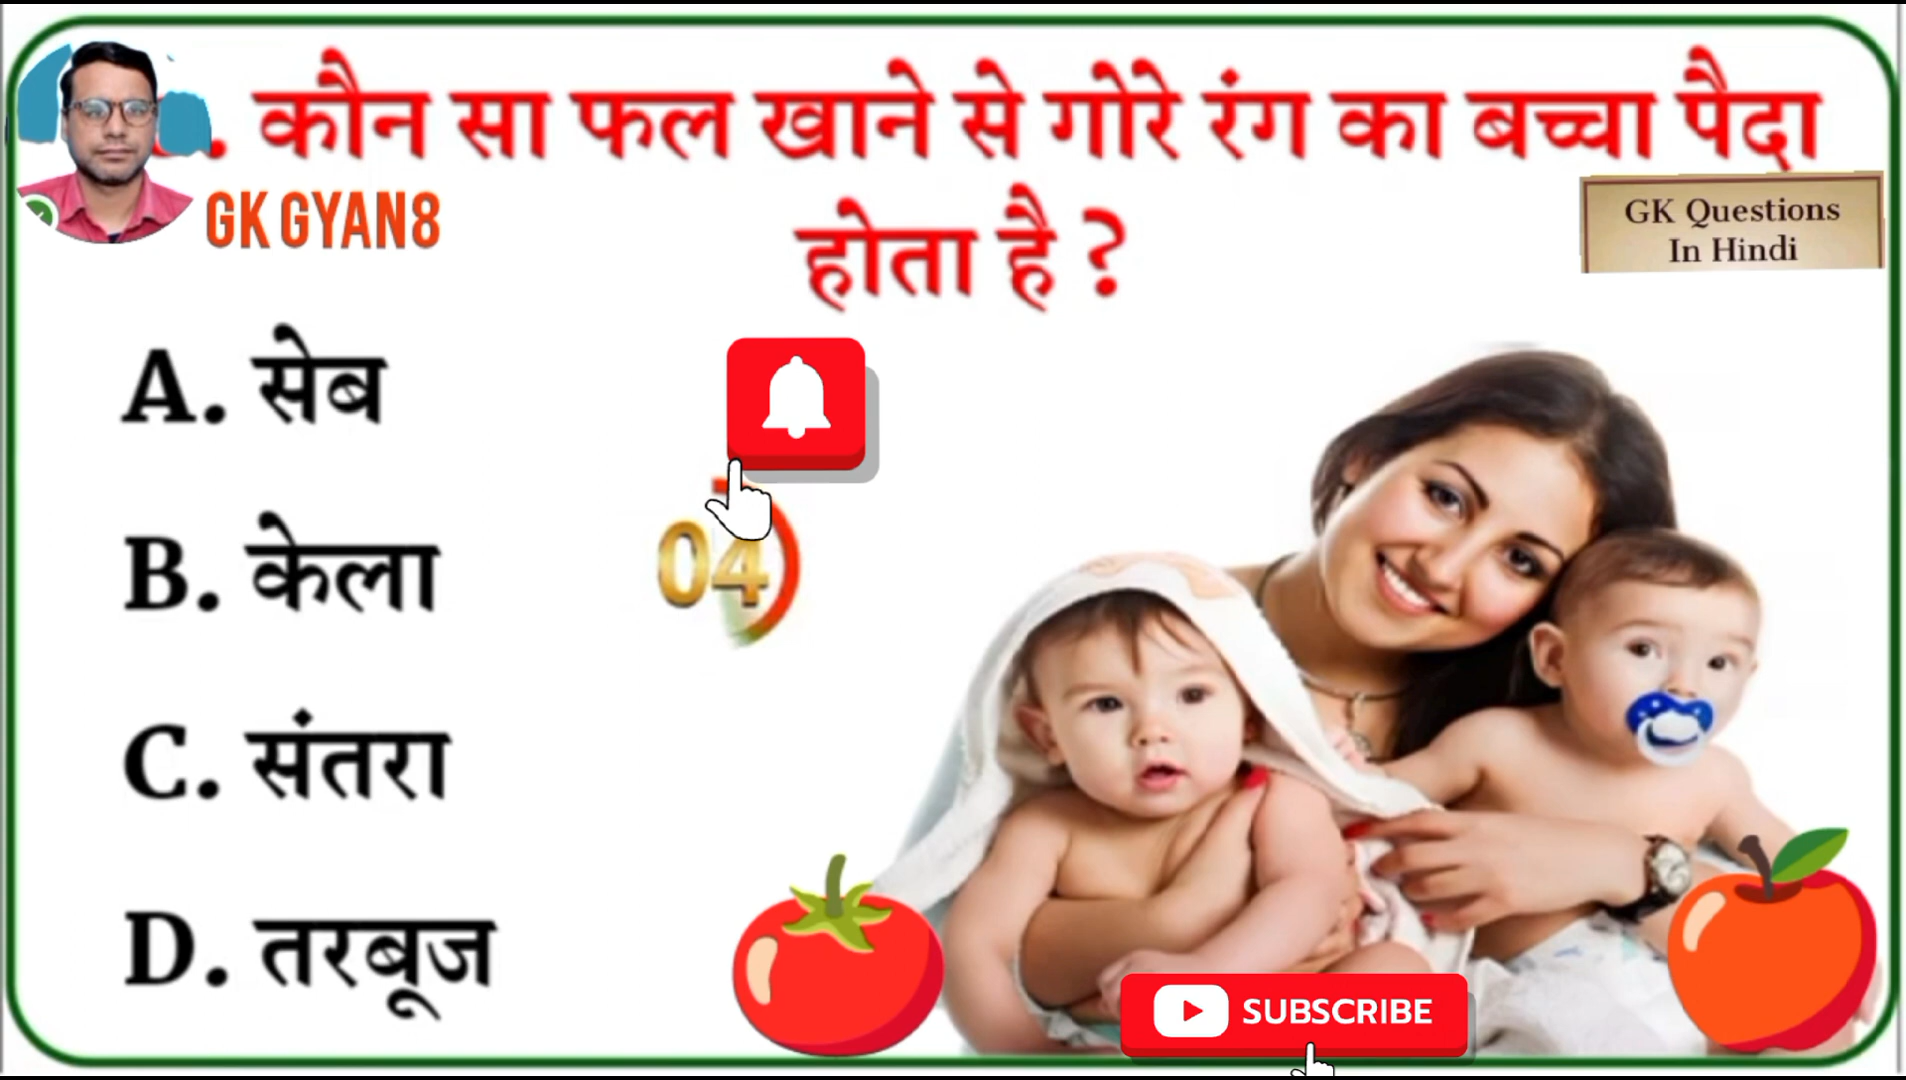 . कौन सा फल खाने से गोरे रंग का बच्चा पैदा
होता है ?
GK GYAN8
GK Questions
In Hindi
A. सेब
B. केला
04
C. संतरा
D. तरबूज
SUBSCRIBE